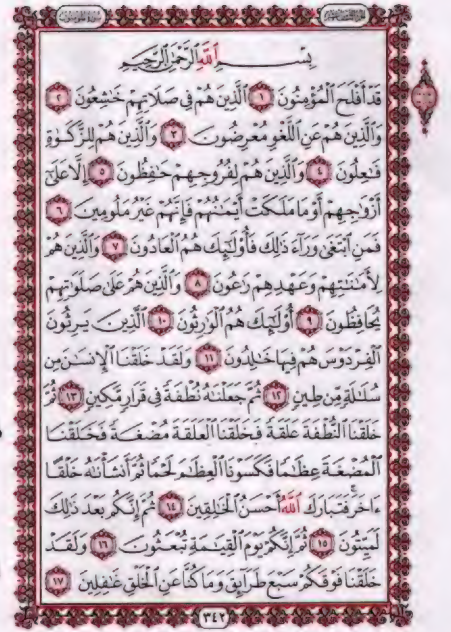 بِسْمِ ٱللَّهِ ٱلرَّحْمَٰنِ ٱلرَّحِيمِ
قَدْ أَفْلَحَ ٱلْمُؤْمِنُونَ ١ ٱلَّذِينَ هُمْ فِى صَلَاتِهِمْ خَٰشِعُونَ ٢
وَٱلَّذِينَ هُمْ عَنِ ٱللَّغْوِ مُعْرِضُونَ ٣ وَٱلَّذِينَ هُمْ لِلزَّكَوٰةِ
فَٰعِلُونَ ٤ وَٱلَّذِينَ هُمْ لِفُرُوجِهِمْ حَٰفِظُونَ ٥ إِلَّا عَلَىٰٓ
أَزْوَٰجِهِمْ أَوْ مَا مَلَكَتْ أَيْمَٰنُهُمْ فَإِنَّهُمْ غَيْرُ مَلُومِينَ ٦
فَمَنِ ٱبْتَغَىٰ وَرَآءَ ذَٰلِكَ فَأُو۟لَٰٓئِكَ هُمُ ٱلْعَادُونَ ٧ وَٱلَّذِينَ هُمْ
لِأَمَٰنَٰتِهِمْ وَعَهْدِهِمْ رَٰعُونَ ٨ وَٱلَّذِينَ هُمْ عَلَىٰ صَلَوَٰتِهِمْ
يُحَافِظُونَ ٩ أُو۟لَٰٓئِكَ هُمُ ٱلْوَٰرِثُونَ ١٠ ٱلَّذِينَ يَرِثُونَ
ٱلْفِرْدَوْسَ هُمْ فِيهَا خَٰلِدُونَ ١١ وَلَقَدْ خَلَقْنَا ٱلْإِنسَٰنَ مِن
سُلَٰلَةٍ مِّن طِينٍ ١٢ ثُمَّ جَعَلْنَٰهُ نُطْفَةً فِى قَرَارٍ مَّكِينٍ ١٣ ثُمَّ
خَلَقْنَا ٱلنُّطْفَةَ عَلَقَةً فَخَلَقْنَا ٱلْعَلَقَةَ مُضْغَةً فَخَلَقْنَا
ٱلْمُضْغَةَ عِظَٰمًا فَكَسَوْنَا ٱلْعِظَٰمَ لَحْمًا ثُمَّ أَنشَأْنَٰهُ خَلْقًا
ءَاخَرَ فَتَبَارَكَ ٱللَّهُ أَحْسَنُ ٱلْخَٰلِقِينَ ١٤ ثُمَّ إِنَّكُم بَعْدَ ذَٰلِكَ
لَمَيِّتُونَ ١٥ ثُمَّ إِنَّكُمْ يَوْمَ ٱلْقِيَٰمَةِ تُبْعَثُونَ ١٦ وَلَقَدْ
خَلَقْنَا فَوْقَكُمْ سَبْعَ طَرَآئِقَ وَمَا كُنَّا عَنِ ٱلْخَلْقِ غَٰفِلِينَ ١٧
٣٤٢